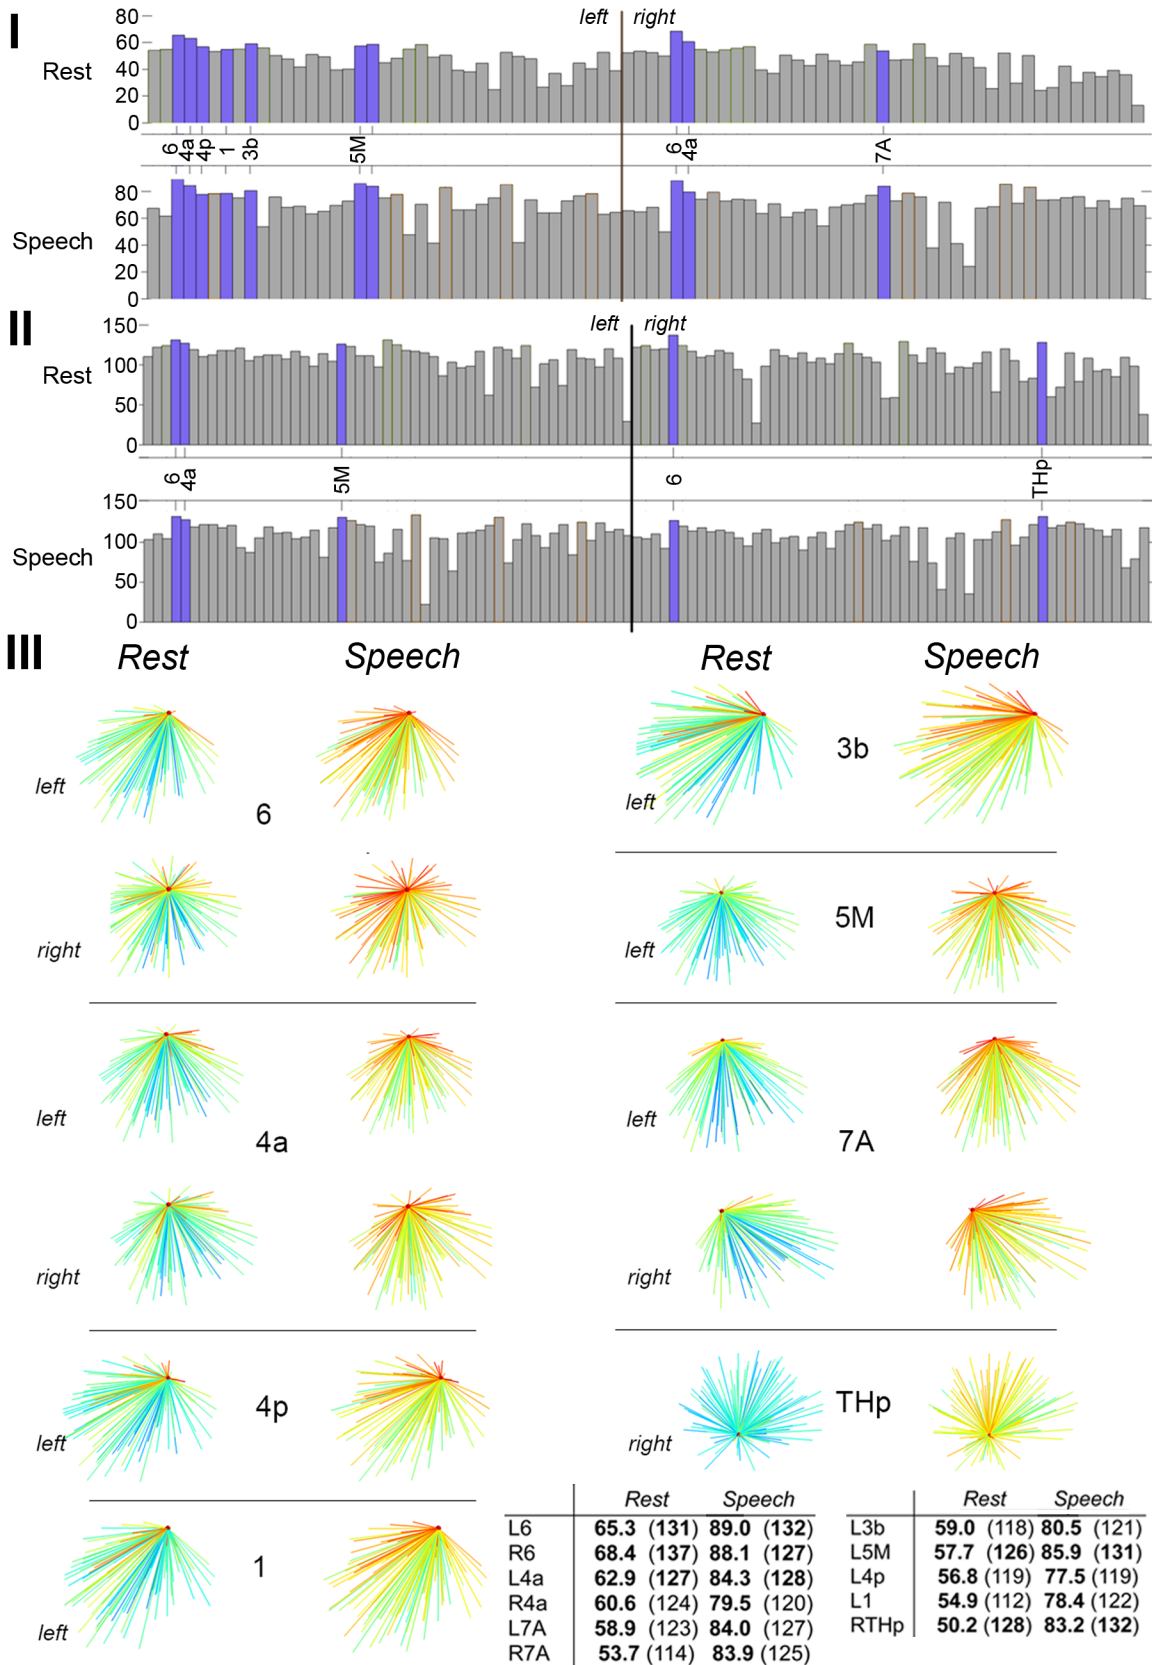 I
left right
80
60
40
20
0
Rest
6 4a 4p 1 3b 5M 6 4a 7A
80
60
40
20
0
Speech
II
left right
150
100
50
0
Rest
6 4a 5M 6 THp
150
100
50
0
Speech
III
Rest Speech Rest Speech
left 6 left 3b
right left 5M
left 4a left 7A
right right
left 4p right THp
left 1
Rest Speech
L6 65.3 (131) 89.0 (132)
R6 68.4 (137) 88.1 (127)
L4a 62.9 (127) 84.3 (128)
R4a 60.6 (124) 79.5 (120)
L7A 58.9 (123) 84.0 (127)
R7A 53.7 (114) 83.9 (125)
Rest Speech
L3b 59.0 (118) 80.5 (121)
L5M 57.7 (126) 85.9 (131)
L4p 56.8 (119) 77.5 (119)
L1 54.9 (112) 78.4 (122)
RTHp 50.2 (128) 83.2 (132)